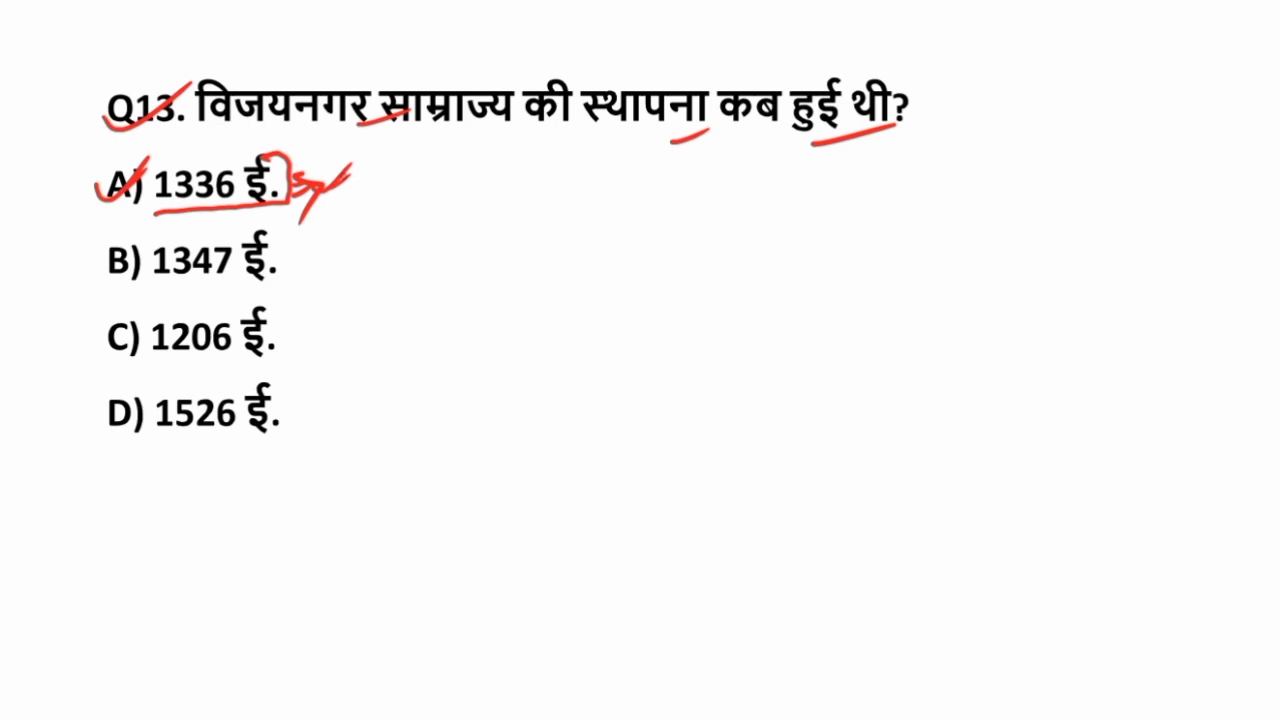 Q13. विजयनगर साम्राज्य की स्थापना कब हुई थी?
A) 1336 ई.
B) 1347 ई.
C) 1206 ई.
D) 1526 ई.